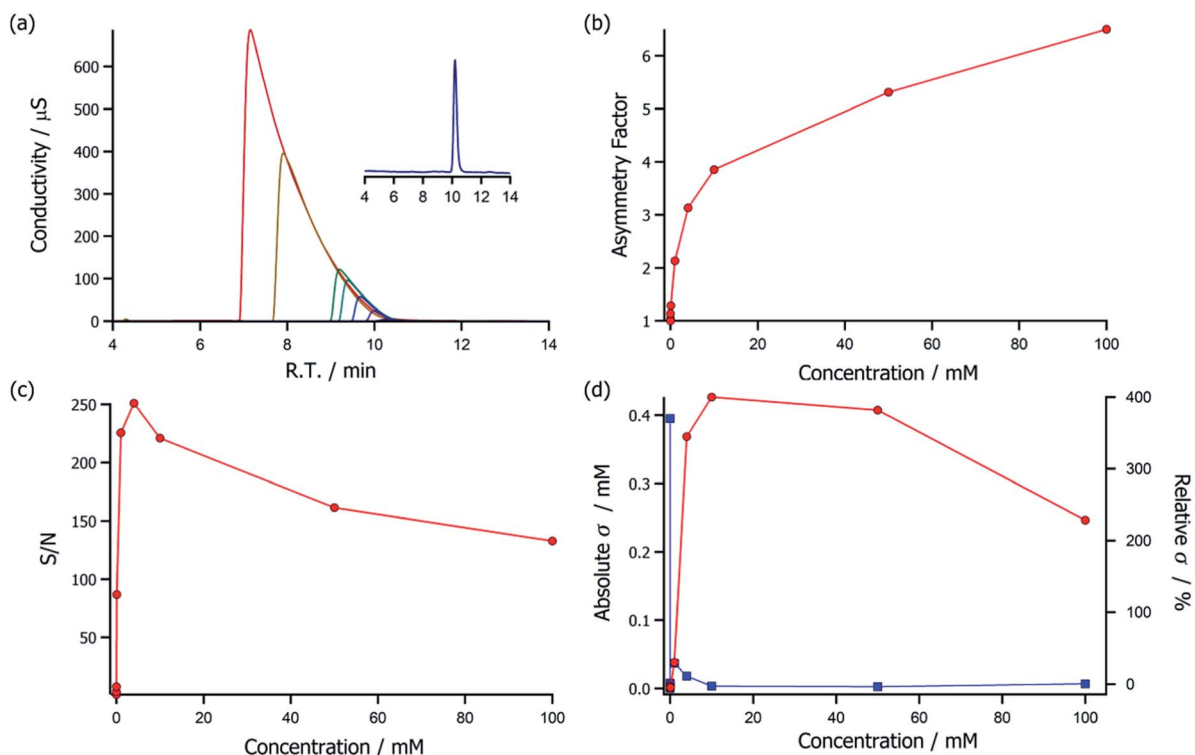 (a)
600
500
400
300
200
100
0
Conductivity / μS
4 6 8 10 12 14
R.T. / min
4 6 8 10 12 14
(b)
6
5
4
3
2
1
Asymmetry Factor
0 20 40 60 80 100
Concentration / mM
(c)
250
200
150
100
50
S/N
0 20 40 60 80 100
Concentration / mM
(d)
0.4
0.3
0.2
0.1
0.0
Absolute σ / mM
400
300
200
100
0
Relative σ / %
0 20 40 60 80 100
Concentration / mM